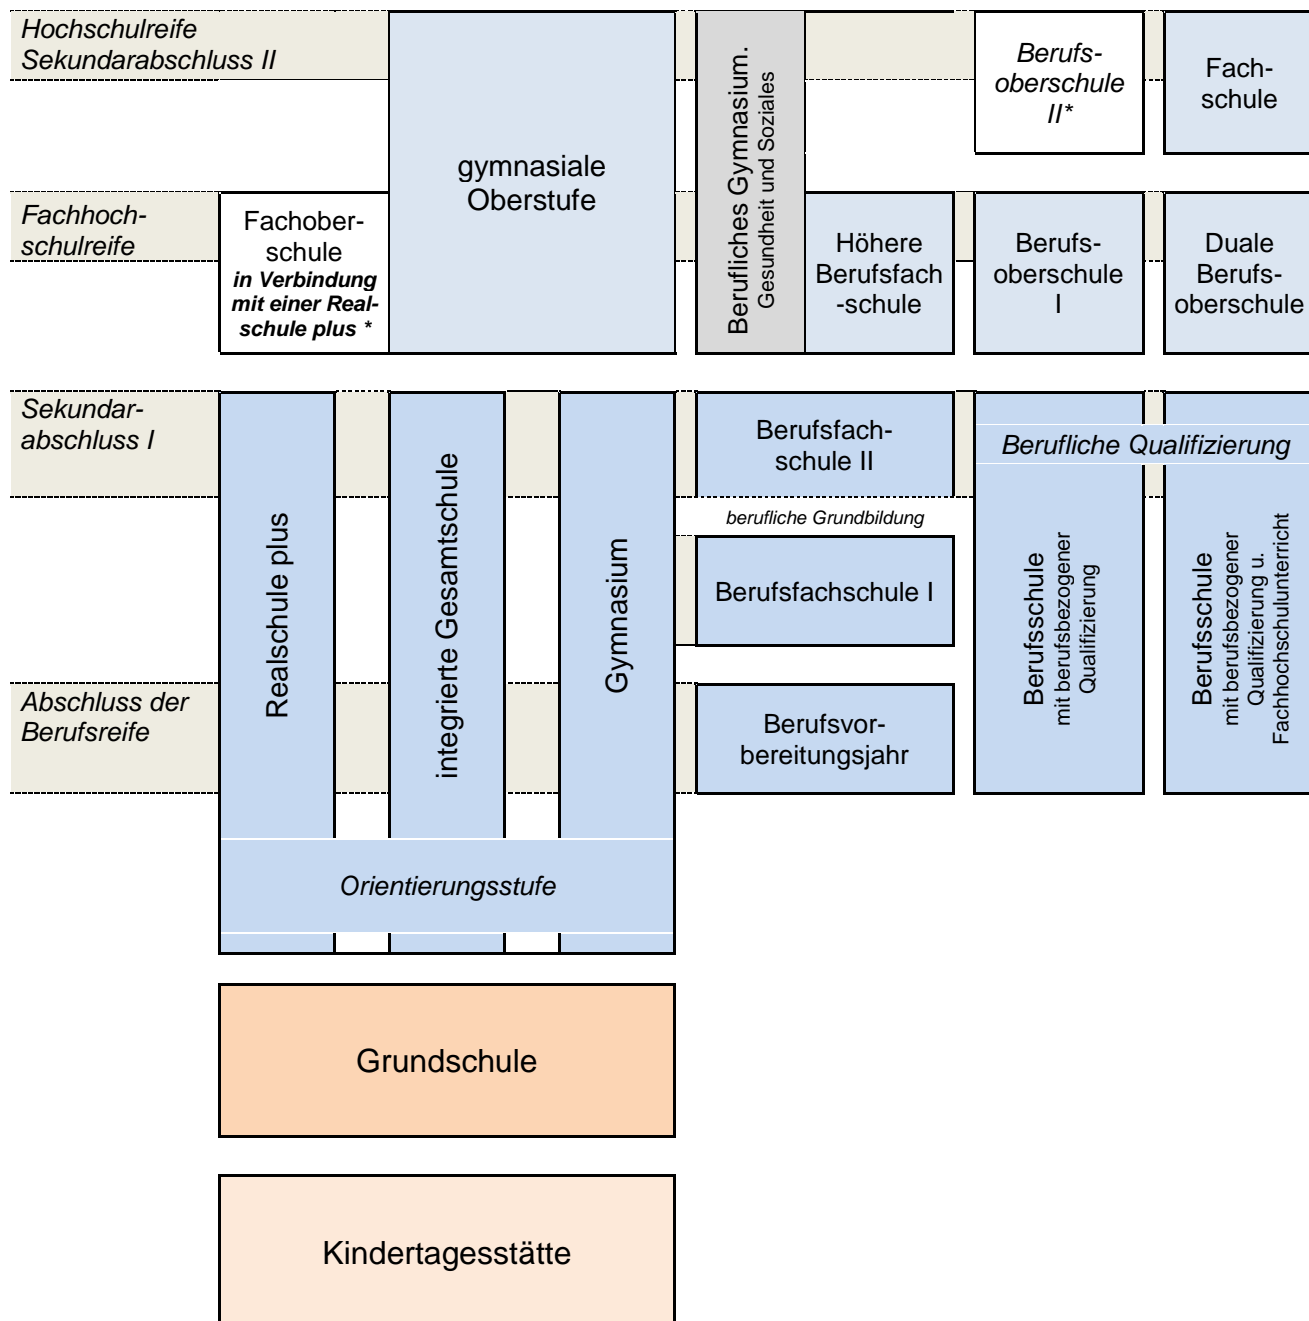 Hochschulreife
Sekundarabschluss II
gymnasiale
Oberstufe
Berufliches Gymnasium.
Gesundheit und Soziales
Berufs-
oberschule
II*
Fach-
schule
Fachhoch-
schulreife
Fachober-
schule
in Verbindung
mit einer Real-
schule plus *
Höhere
Berufsfach
-schule
Berufs-
oberschule
I
Duale
Berufs-
oberschule
Sekundar-
abschluss I
Realschule plus
integrierte Gesamtschule
Gymnasium
Berufsfach-
schule II
berufliche Grundbildung
Berufsfachschule I
Berufliche Qualifizierung
Berufsschule
mit berufsbezogener
Qualifizierung
Berufsschule
mit berufsbezogener
Qualifizierung u.
Fachhochschulunterricht
Abschluss der
Berufsreife
Berufsvor-
bereitungsjahr
Orientierungsstufe
Grundschule
Kindertagesstätte